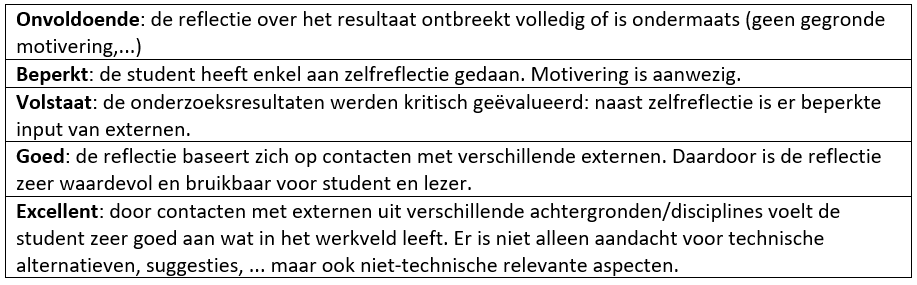 Onvoldoende: de reflectie over het resultaat ontbreekt volledig of is ondermaats (geen gegronde
motivering,...)
Beperkt: de student heeft enkel aan zelfreflectie gedaan. Motivering is aanwezig.
Volstaat: de onderzoeksresultaten werden kritisch geëvalueerd: naast zelfreflectie is er beperkte
input van externen.
Goed: de reflectie baseert zich op contacten met verschillende externen. Daardoor is de reflectie
zeer waardevol en bruikbaar voor student en lezer.
Excellent: door contacten met externen uit verschillende achtergronden/disciplines voelt de
student zeer goed aan wat in het werkveld leeft. Er is niet alleen aandacht voor technische
alternatieven, suggesties, ... maar ook niet-technische relevante aspecten.